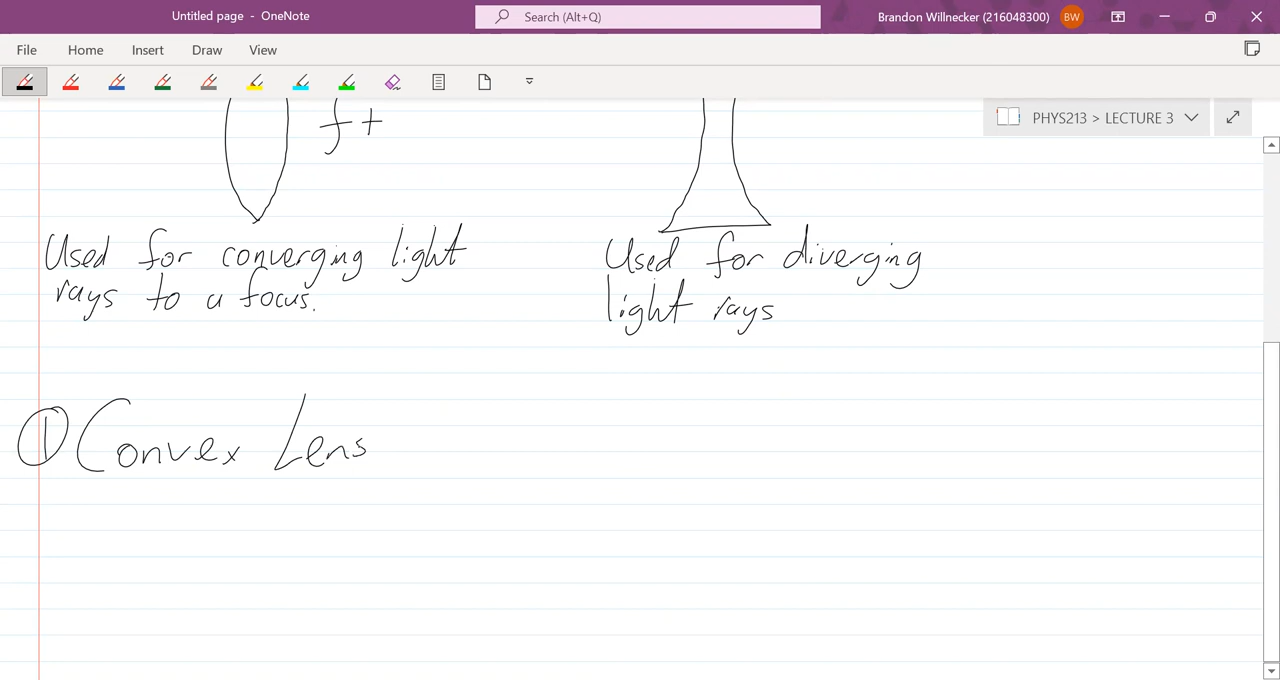 Untitled page - OneNote
Search (Alt+Q)
Brandon Willnecker (216048300)
BW
File Home Insert Draw View
PHYS213 > LECTURE 3
f +
Used for converging light
rays to a focus.
Used for diverging
light rays
① Convex Lens